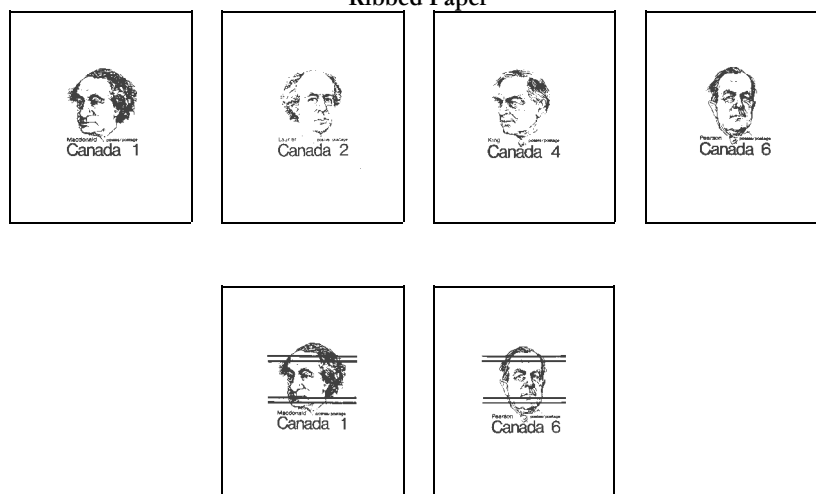 Ribbed Paper
Macdonald postes/postage
Canada 1
Laurier postes/postage
Canada 2
King postes/postage
Canada 4
Pearson postes/postage
Canada 6
Macdonald postes/postage
Canada 1
Pearson postes/postage
Canada 6